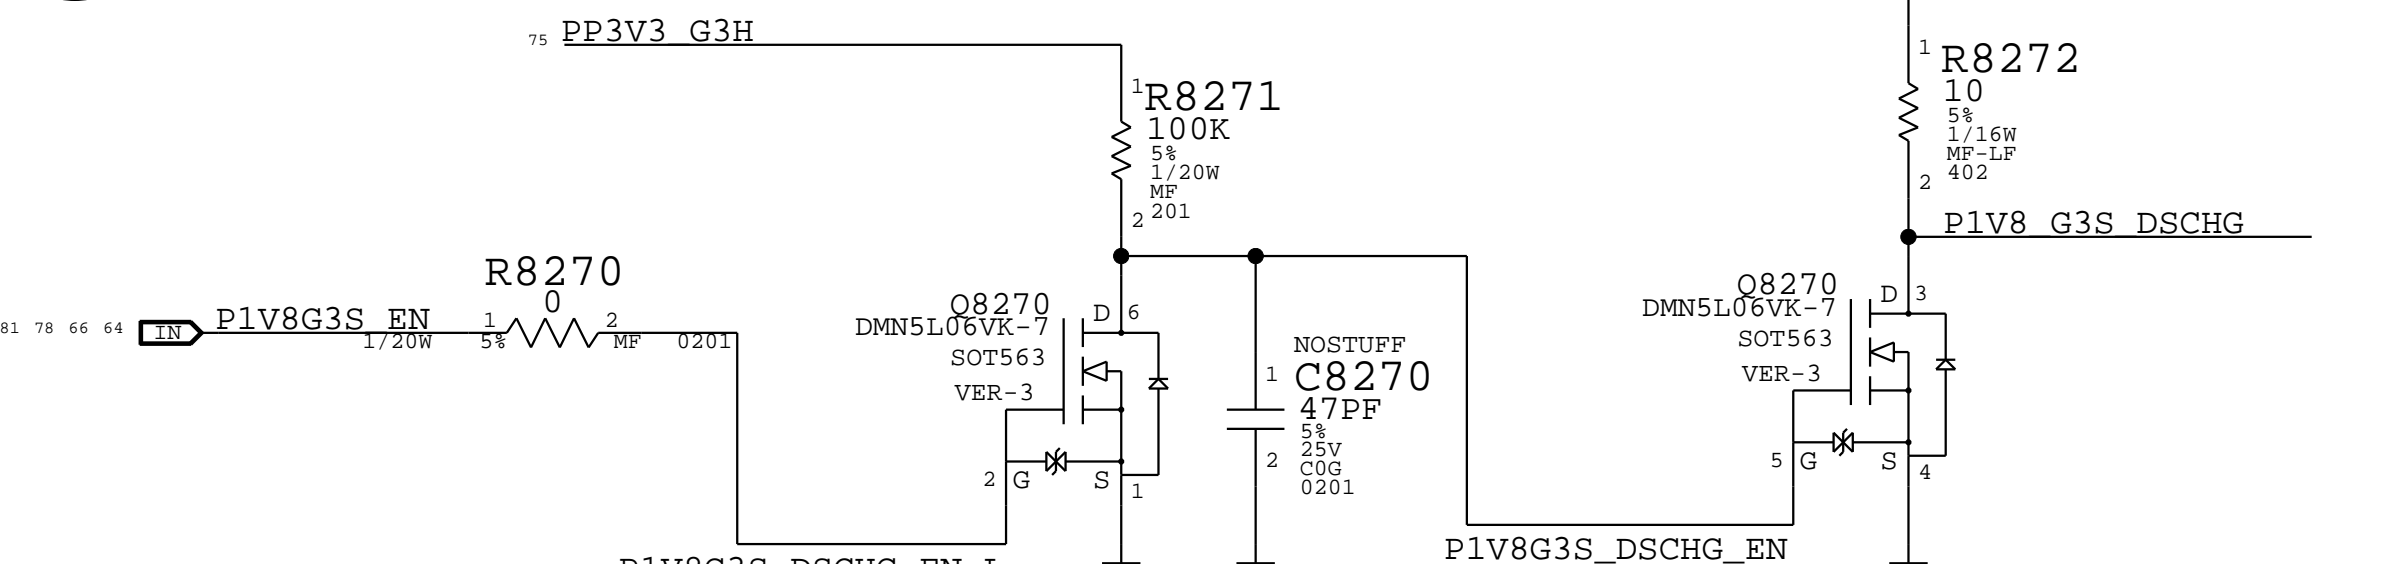 75 PP3V3_G3H
1 R8271
100K
5%
1/20W
MF
201
2
1 R8272
10
5%
1/16W
MF-LF
402
2
P1V8_G3S_DSCHG
R8270
0
81 78 66 64 IN P1V8G3S_EN 1 2
1/20W 5% MF 0201
Q8270
DMN5L06VK-7
SOT563
VER-3
D 6
2 G S 1
NOSTUFF
1 C8270
47PF
5%
25V
C0G
0201
2
Q8270
DMN5L06VK-7
SOT563
VER-3
D 3
5 G S 4
P1V8G3S_DSCHG_EN
P1V8G3S_DSCHG_EN_L